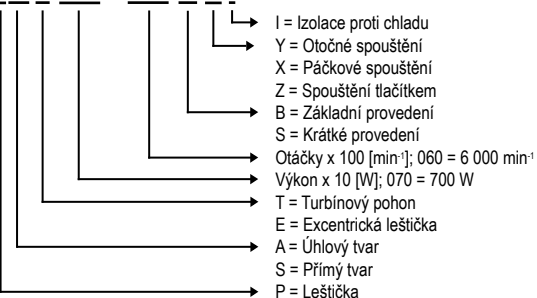 I = Izolace proti chladu
Y = Otočné spouštění
X = Páčkové spouštění
Z = Spouštění tlačítkem
B = Základní provedení
S = Krátké provedení
Otáčky x 100 [min-1]; 060 = 6 000 min-1
Výkon x 10 [W]; 070 = 700 W
T = Turbínový pohon
E = Excentrická leštička
A = Úhlový tvar
S = Přímý tvar
P = Leštička